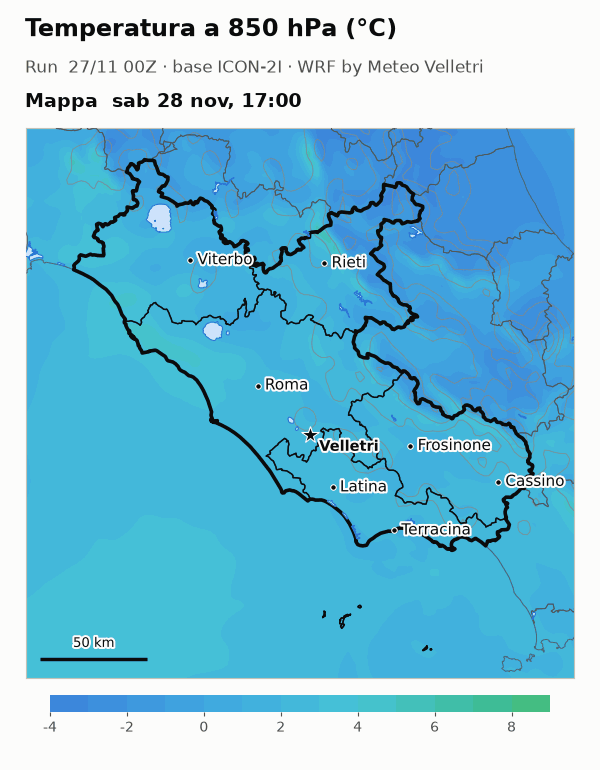 Temperatura a 850 hPa (°C)
Run  27/11 00Z · base ICON-2I · WRF by Meteo Velletri
Mappa  sab 28 nov, 17:00
Viterbo
Rieti
Roma
Velletri
Frosinone
Cassino
Latina
Terracina
50 km
-4 -2 0 2 4 6 8